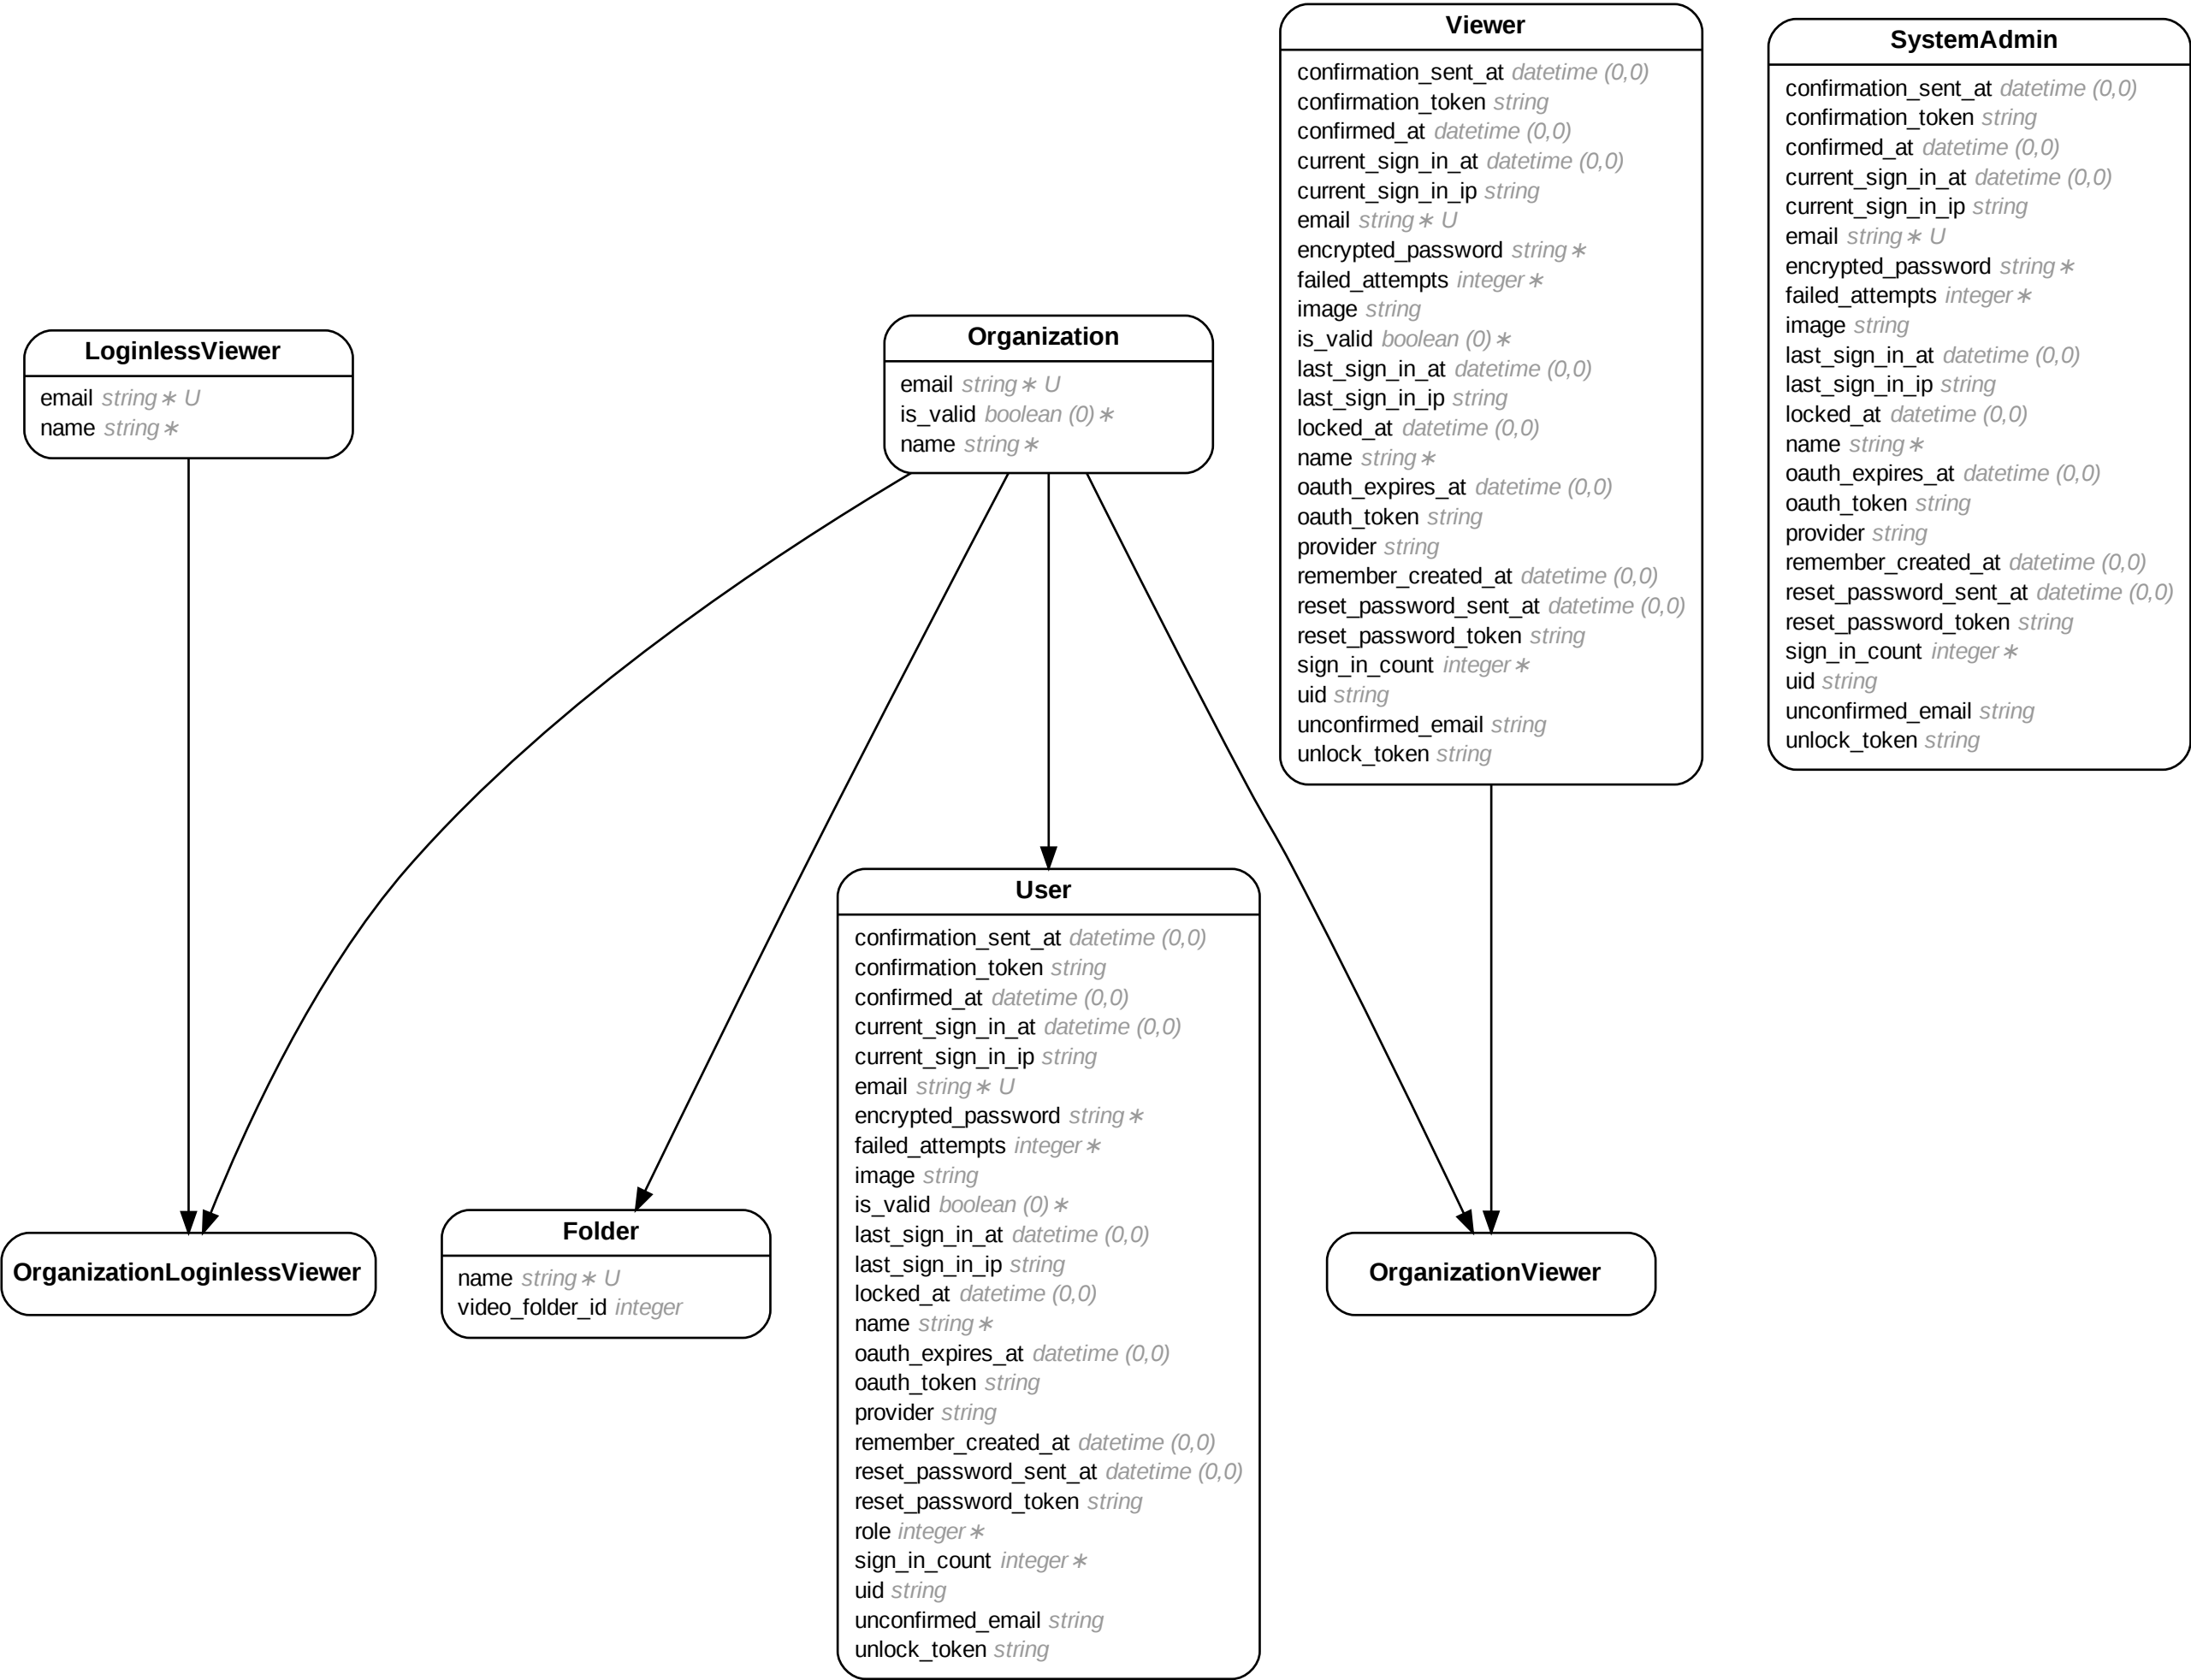 Viewer
confirmation_sent_at datetime (0,0)
confirmation_token string
confirmed_at datetime (0,0)
current_sign_in_at datetime (0,0)
current_sign_in_ip string
email string∗ U
encrypted_password string∗
failed_attempts integer∗
image string
is_valid boolean (0)∗
last_sign_in_at datetime (0,0)
last_sign_in_ip string
locked_at datetime (0,0)
name string∗
oauth_expires_at datetime (0,0)
oauth_token string
provider string
remember_created_at datetime (0,0)
reset_password_sent_at datetime (0,0)
reset_password_token string
sign_in_count integer∗
uid string
unconfirmed_email string
unlock_token string
SystemAdmin
confirmation_sent_at datetime (0,0)
confirmation_token string
confirmed_at datetime (0,0)
current_sign_in_at datetime (0,0)
current_sign_in_ip string
email string∗ U
encrypted_password string∗
failed_attempts integer∗
image string
last_sign_in_at datetime (0,0)
last_sign_in_ip string
locked_at datetime (0,0)
name string∗
oauth_expires_at datetime (0,0)
oauth_token string
provider string
remember_created_at datetime (0,0)
reset_password_sent_at datetime (0,0)
reset_password_token string
sign_in_count integer∗
uid string
unconfirmed_email string
unlock_token string
LoginlessViewer
email string∗ U
name string∗
Organization
email string∗ U
is_valid boolean (0)∗
name string∗
User
confirmation_sent_at datetime (0,0)
confirmation_token string
confirmed_at datetime (0,0)
current_sign_in_at datetime (0,0)
current_sign_in_ip string
email string∗ U
encrypted_password string∗
failed_attempts integer∗
image string
is_valid boolean (0)∗
last_sign_in_at datetime (0,0)
last_sign_in_ip string
locked_at datetime (0,0)
name string∗
oauth_expires_at datetime (0,0)
oauth_token string
provider string
remember_created_at datetime (0,0)
reset_password_sent_at datetime (0,0)
reset_password_token string
role integer∗
sign_in_count integer∗
uid string
unconfirmed_email string
unlock_token string
OrganizationLoginlessViewer
Folder
name string∗ U
video_folder_id integer
OrganizationViewer